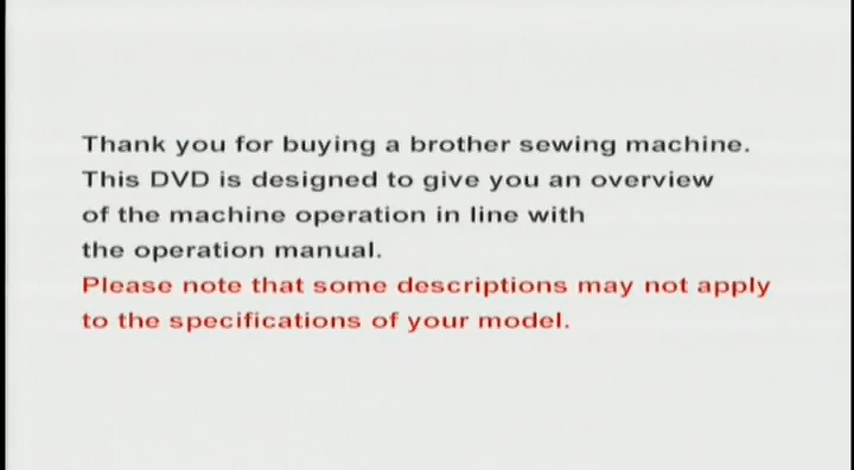 Thank you for buying a brother sewing machine.
This DVD is designed to give you an overview
of the machine operation in line with
the operation manual.
Please note that some descriptions may not apply
to the specifications of your model.